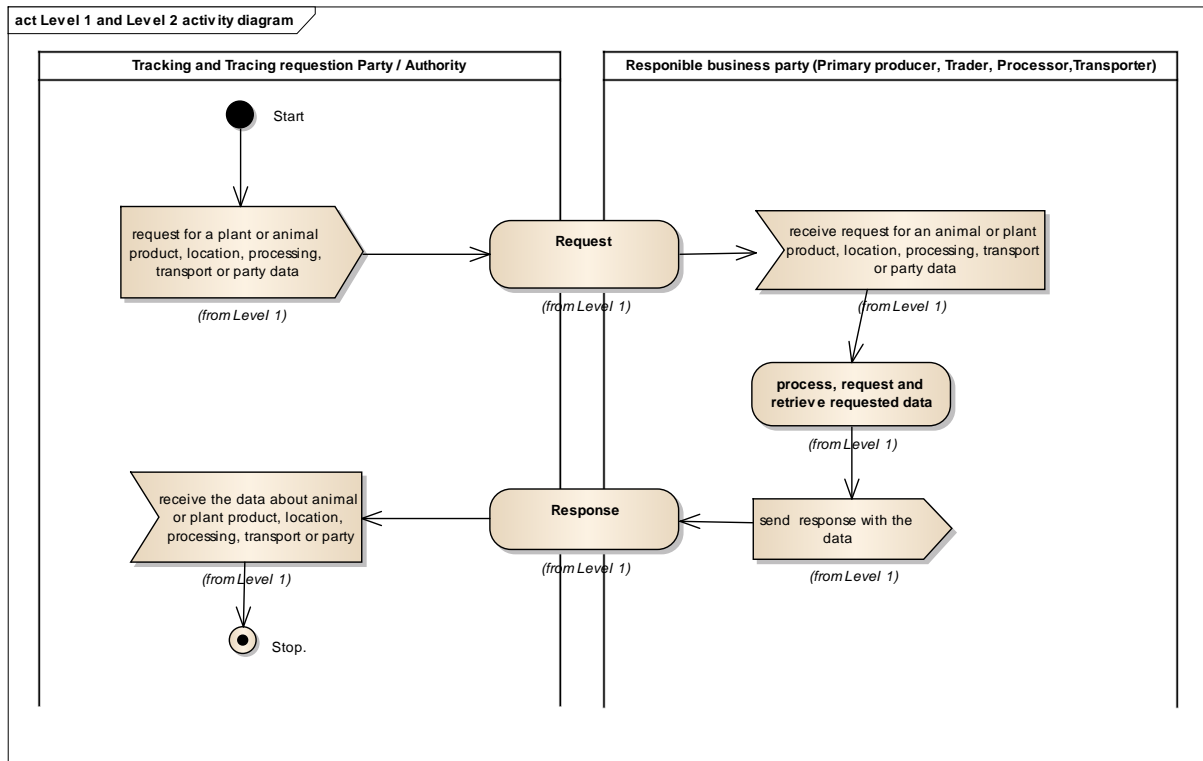 act Level 1 and Level 2 activity diagram
Tracking and Tracing requestion Party / Authority
Responible business party (Primary producer, Trader, Processor,Transporter)
Start
request for a plant or animal
product, location, processing,
transport or party data
(from Level 1)
Request
(from Level 1)
receive request for an animal or plant
product, location, processing, transport
or party data
(from Level 1)
process, request and
retrieve requested data
(from Level 1)
send response with the
data
(from Level 1)
Response
(from Level 1)
receive the data about animal
or plant product, location,
processing, transport or party
(from Level 1)
Stop.